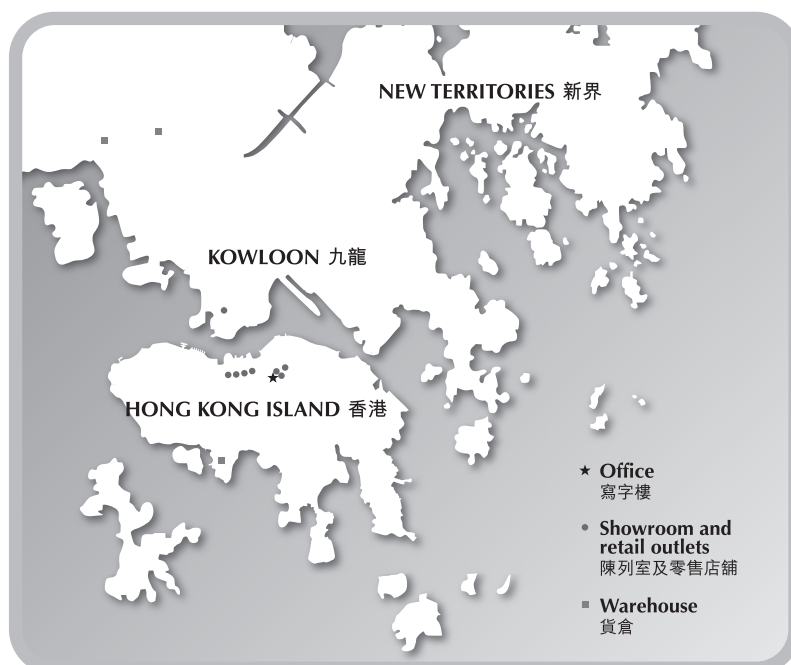 NEW TERRITORIES 新界
KOWLOON 九龍
HONG KONG ISLAND 香港
Office
寫字樓
Showroom and
retail outlets
陳列室及零售店舖
Warehouse
貨倉